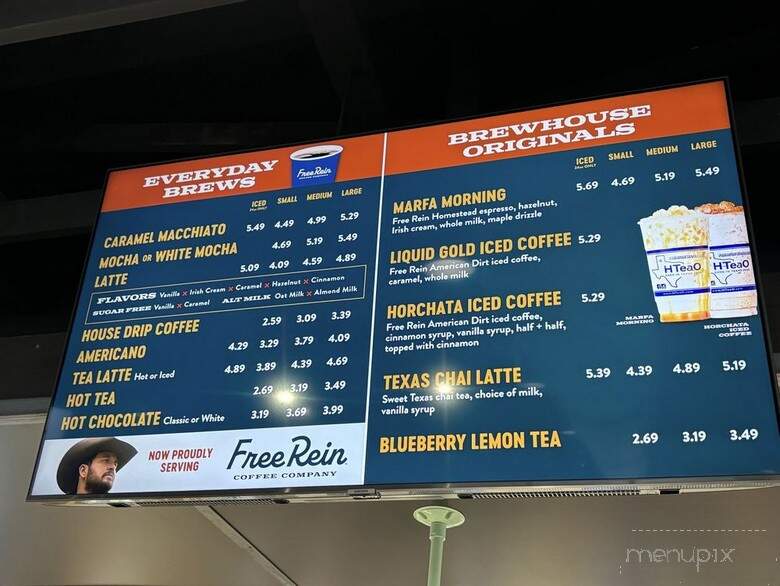 EVERYDAY
BREWS
Free Rein
COFFEE COMPANY
ICED SMALL MEDIUM LARGE
24oz ONLY
CARAMEL MACCHIATO 5.49 4.49 4.99 5.29
MOCHA OR WHITE MOCHA 4.69 5.19 5.49
LATTE 5.09 4.09 4.59 4.89
FLAVORS Vanilla × Irish Cream × Caramel × Hazelnut × Cinnamon
SUGAR FREE Vanilla × Caramel ALT MILK Oat Milk × Almond Milk
HOUSE DRIP COFFEE 2.59 3.09 3.39
AMERICANO 4.29 3.29 3.79 4.09
TEA LATTE Hot or Iced 4.89 3.89 4.39 4.69
HOT TEA 2.69 3.19 3.49
HOT CHOCOLATE Classic or White 3.19 3.69 3.99
NOW PROUDLY
SERVING
Free Rein
COFFEE COMPANY
BREWHOUSE
ORIGINALS
ICED SMALL MEDIUM LARGE
24oz ONLY
MARFA MORNING 5.69 4.69 5.19 5.49
Free Rein Homestead espresso, hazelnut,
Irish cream, whole milk, maple drizzle
LIQUID GOLD ICED COFFEE 5.29
Free Rein American Dirt iced coffee,
caramel, whole milk
HORCHATA ICED COFFEE 5.29
Free Rein American Dirt iced coffee,
cinnamon syrup, vanilla syrup, half + half,
topped with cinnamon
HTeaO HTeaO
MARFA
MORNING
HORCHATA
ICED
COFFEE
TEXAS CHAI LATTE 5.39 4.39 4.89 5.19
Sweet Texas chai tea, choice of milk,
vanilla syrup
BLUEBERRY LEMON TEA 2.69 3.19 3.49
menupix